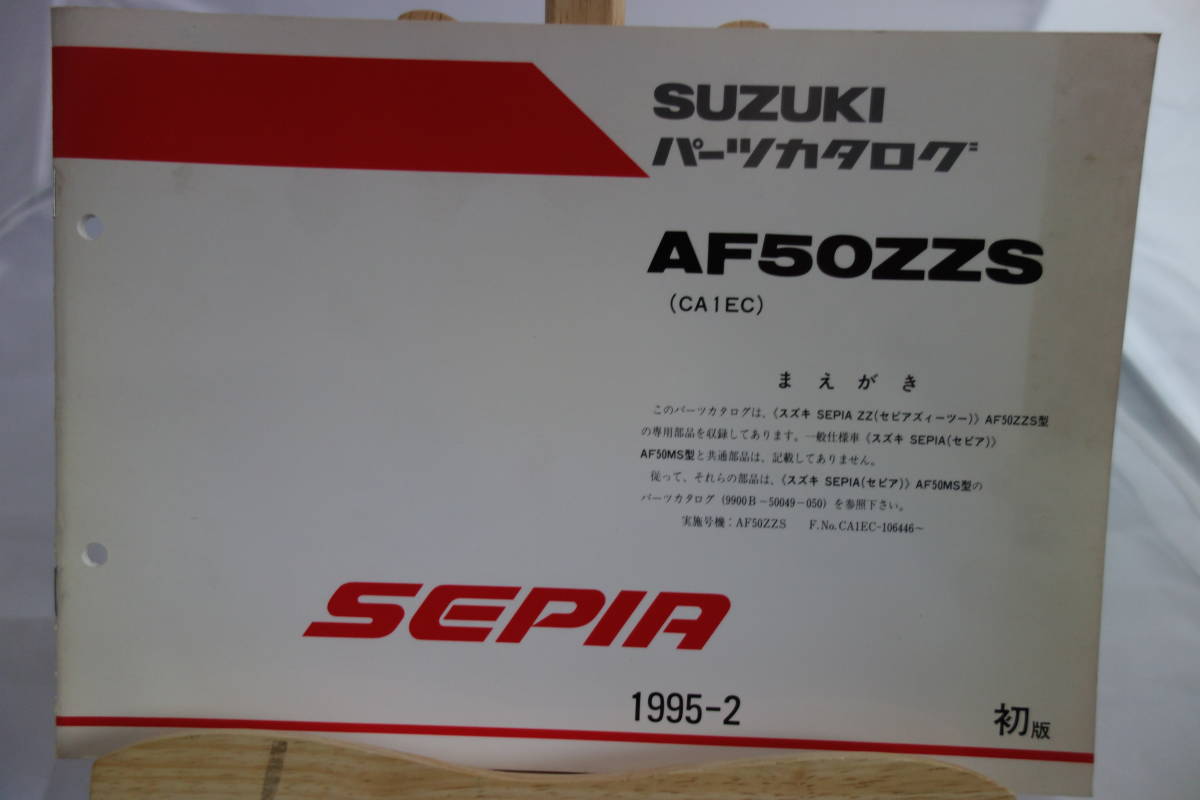 SUZUKI
パーツカタログ
AF50ZZS
(CA1EC)
まえがき
このパーツカタログは、《スズキ SEPIA ZZ(セピアズィーツー)》AF50ZZS型
の専用部品を収録してあります。一般仕様車《スズキ SEPIA(セピア)》
AF50MS型と共通部品は、記載してありません。
従って、それらの部品は、《スズキ SEPIA(セピア)》AF50MS型の
パーツカタログ(9900B-50049-050)を参照下さい。
実施号機:AF50ZZS F.No.CA1EC-106446~
SEPIA
1995-2
初版